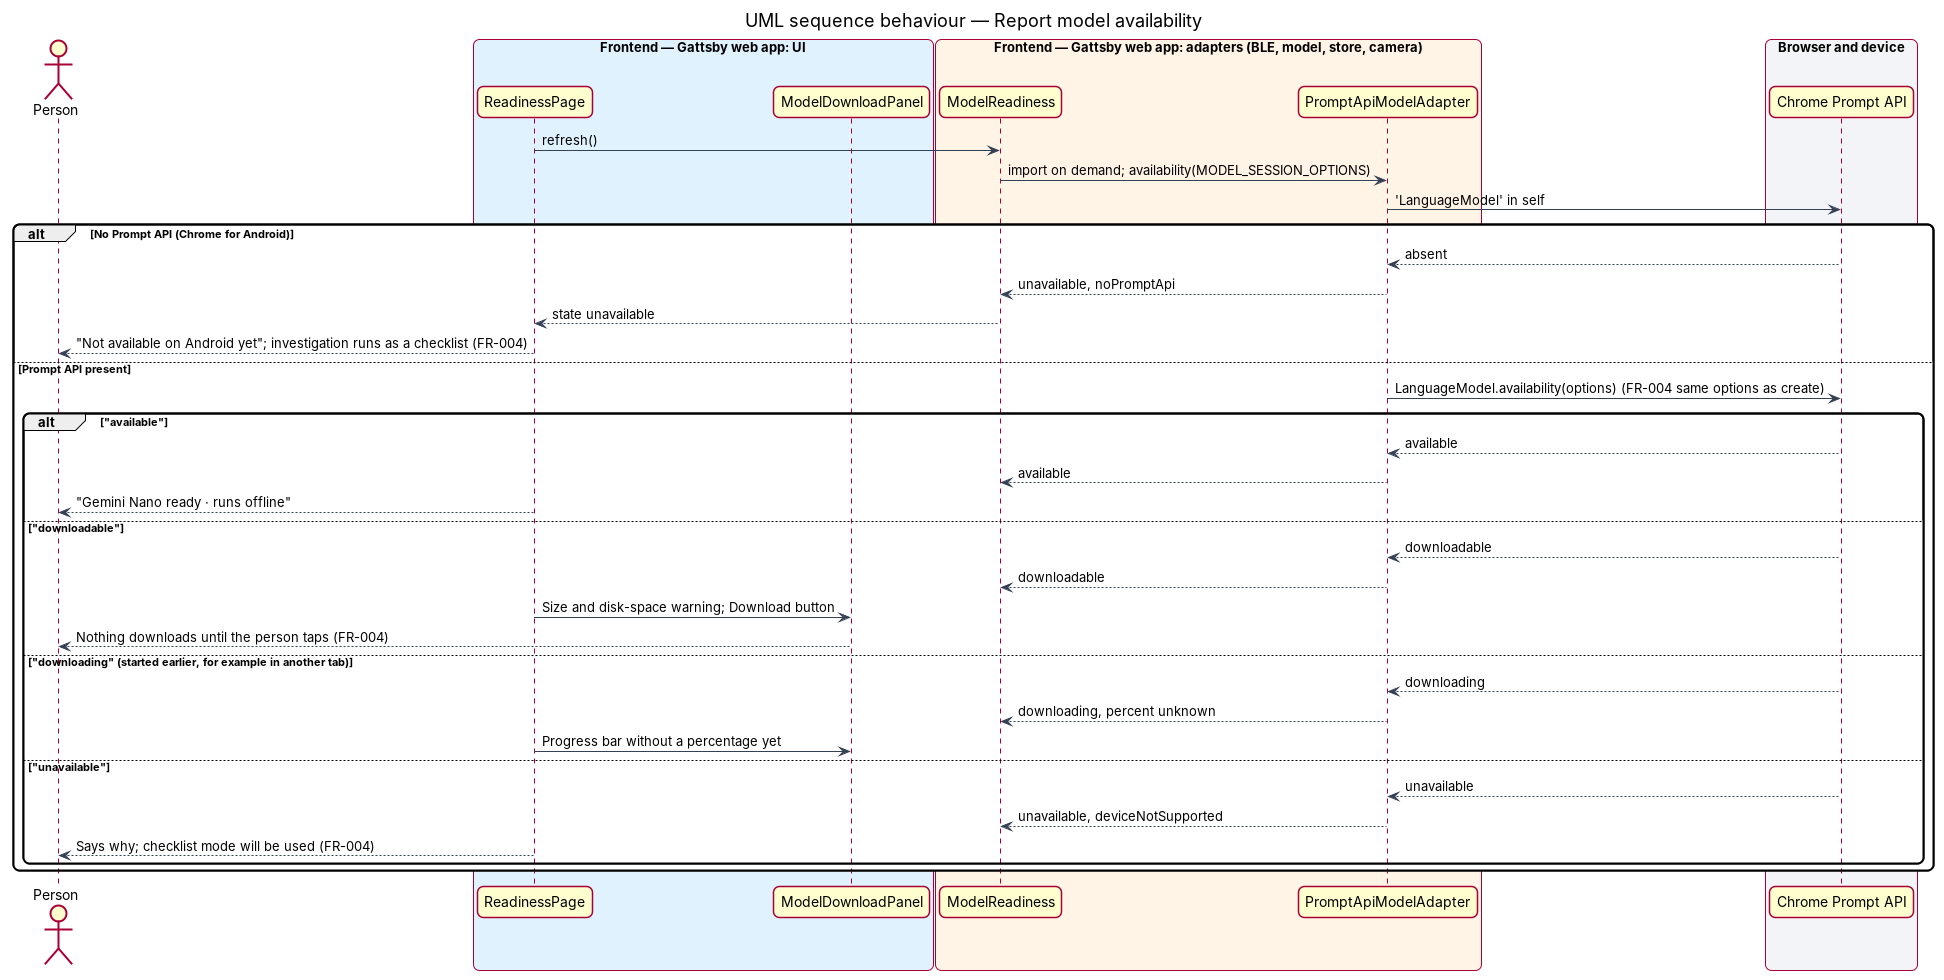 UML sequence behaviour — Report model availability
Frontend — Gattsby web app: UI
Frontend — Gattsby web app: adapters (BLE, model, store, camera)
Browser and device
Person
ReadinessPage
ModelDownloadPanel
ModelReadiness
PromptApiModelAdapter
Chrome Prompt API
refresh()
import on demand; availability(MODEL_SESSION_OPTIONS)
'LanguageModel' in self
alt
[No Prompt API (Chrome for Android)]
absent
unavailable, noPromptApi
state unavailable
"Not available on Android yet"; investigation runs as a checklist (FR-004)
[Prompt API present]
LanguageModel.availability(options) (FR-004 same options as create)
alt
["available"]
available
available
"Gemini Nano ready · runs offline"
["downloadable"]
downloadable
downloadable
Size and disk-space warning; Download button
Nothing downloads until the person taps (FR-004)
["downloading" (started earlier, for example in another tab)]
downloading
downloading, percent unknown
Progress bar without a percentage yet
["unavailable"]
unavailable
unavailable, deviceNotSupported
Says why; checklist mode will be used (FR-004)
Person
ReadinessPage
ModelDownloadPanel
ModelReadiness
PromptApiModelAdapter
Chrome Prompt API